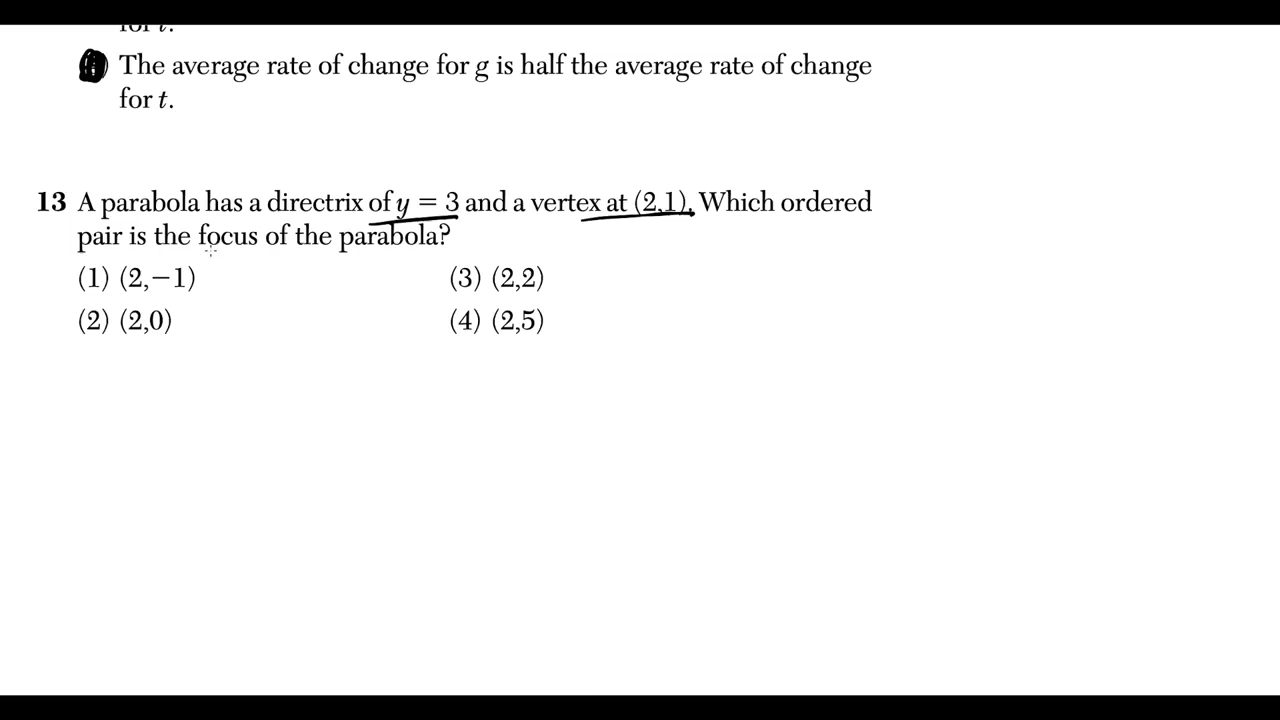 for t.
The average rate of change for g is half the average rate of change
for t.
13 A parabola has a directrix of y = 3 and a vertex at (2,1). Which ordered
pair is the focus of the parabola?
(1) (2,−1) (3) (2,2)
(2) (2,0) (4) (2,5)